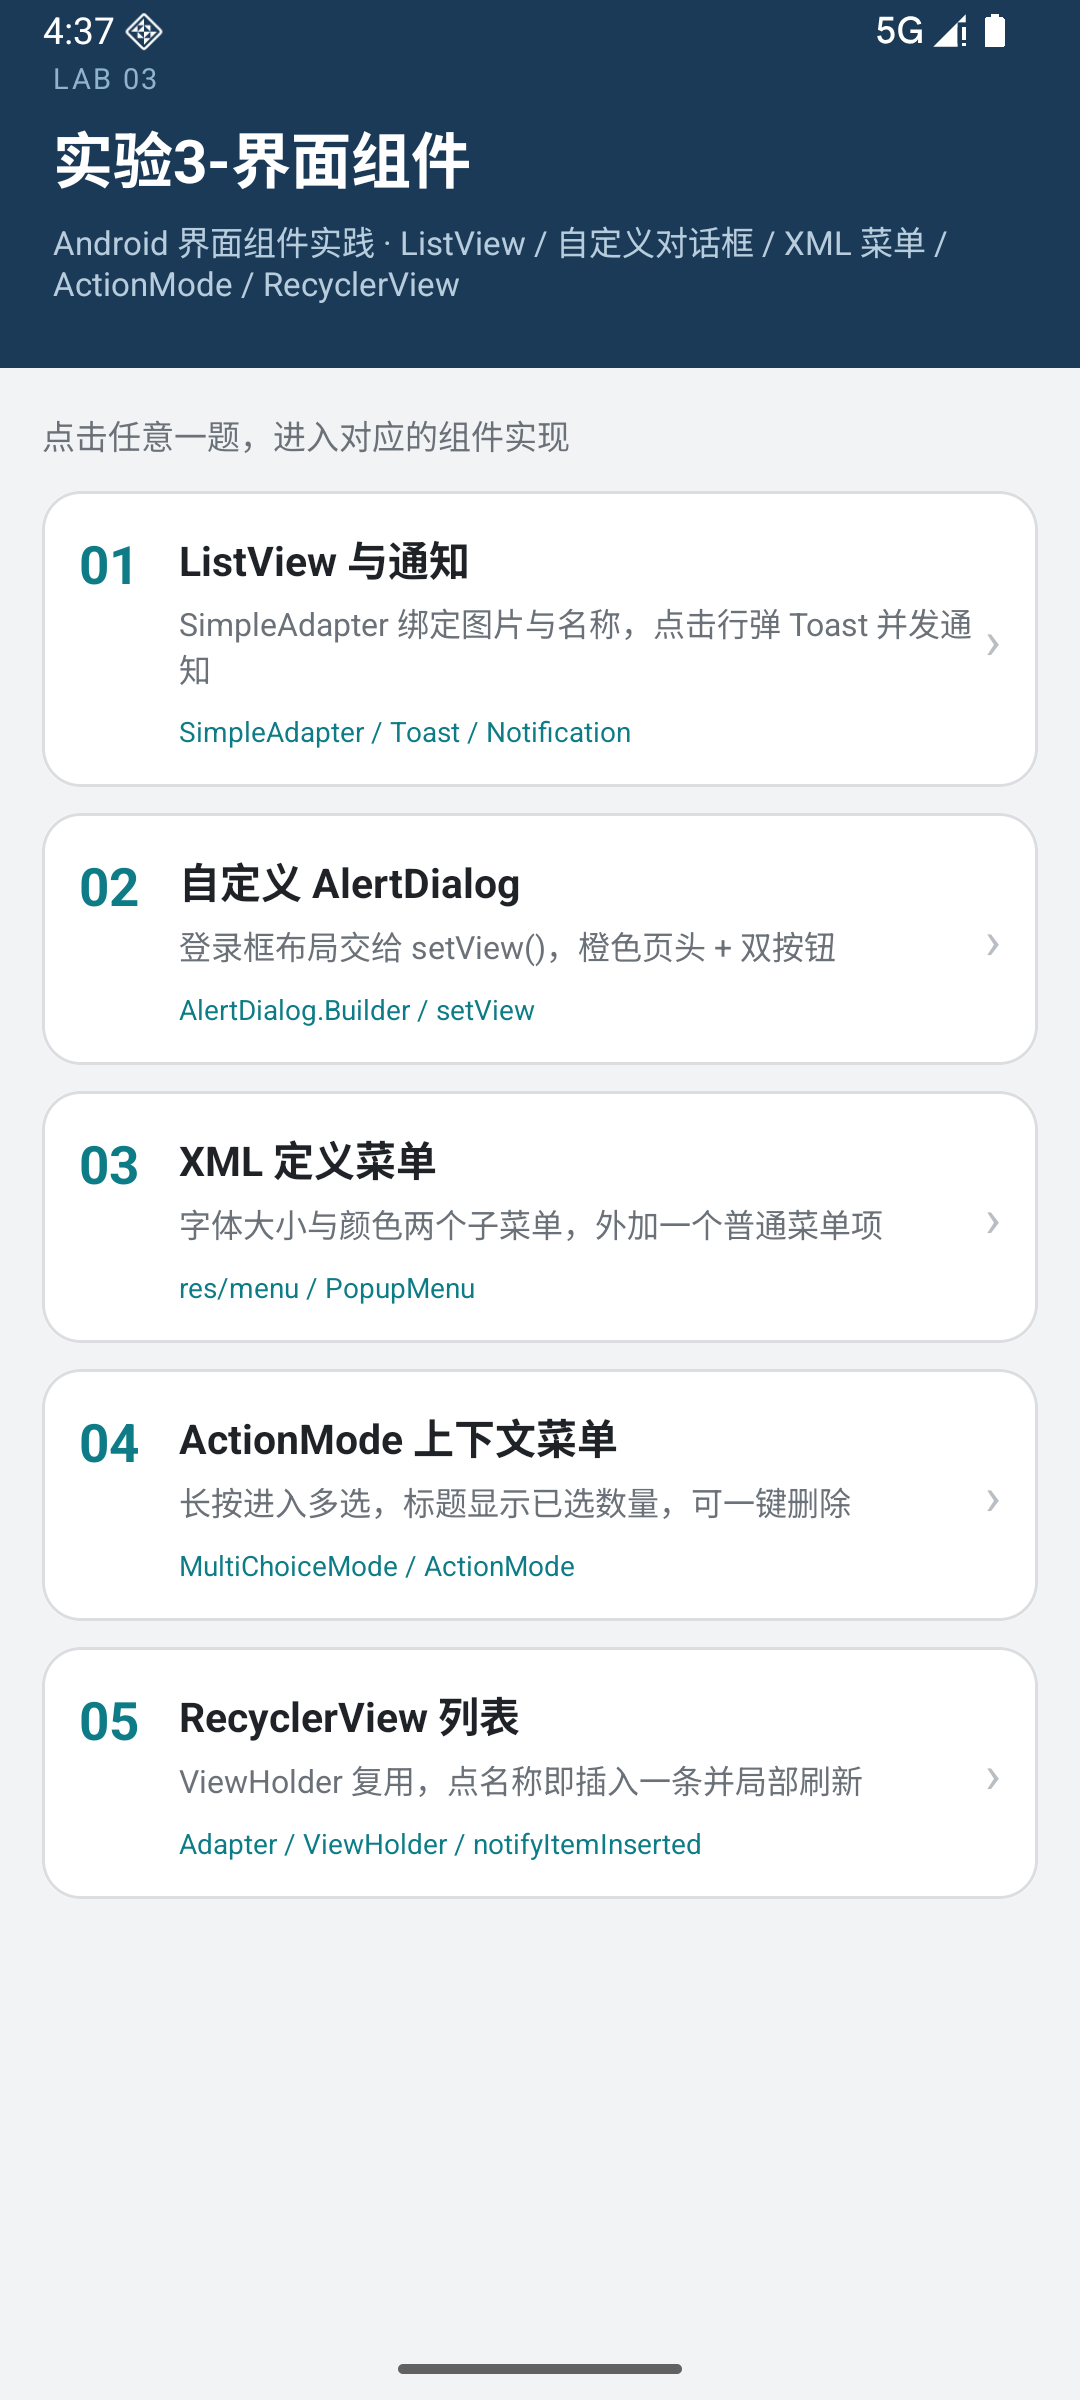 4:37
5G
LAB 03
实验3-界面组件
Android 界面组件实践 · ListView / 自定义对话框 / XML 菜单 /
ActionMode / RecyclerView
点击任意一题，进入对应的组件实现
01
ListView 与通知
SimpleAdapter 绑定图片与名称，点击行弹 Toast 并发通
知
SimpleAdapter / Toast / Notification
02
自定义 AlertDialog
登录框布局交给 setView()，橙色页头 + 双按钮
AlertDialog.Builder / setView
03
XML 定义菜单
字体大小与颜色两个子菜单，外加一个普通菜单项
res/menu / PopupMenu
04
ActionMode 上下文菜单
长按进入多选，标题显示已选数量，可一键删除
MultiChoiceMode / ActionMode
05
RecyclerView 列表
ViewHolder 复用，点名称即插入一条并局部刷新
Adapter / ViewHolder / notifyItemInserted